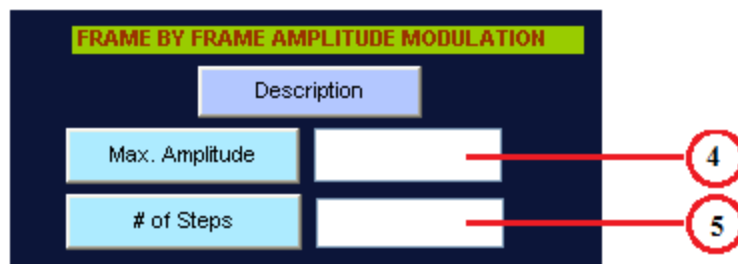 FRAME BY FRAME AMPLITUDE MODULATION
Description
Max. Amplitude 4
# of Steps 5